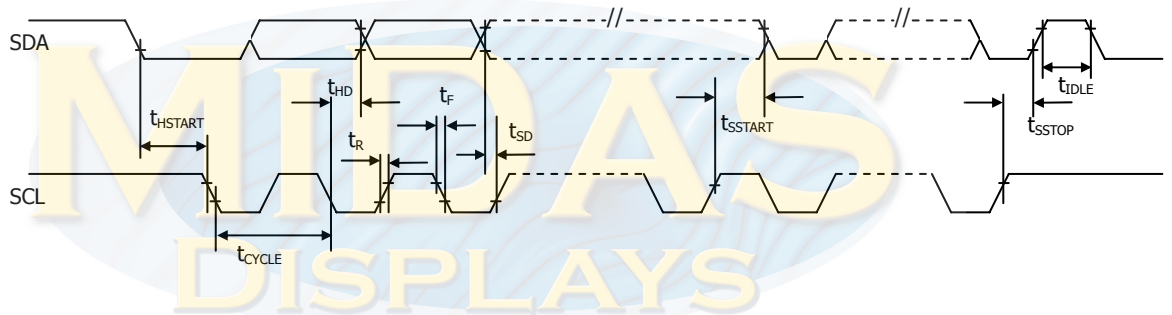 // //
SDA
tHD tF tIDLE
tHSTART tSSTART tSSTOP
tR tSD
SCL
tCYCLE
MIDAS
DISPLAYS